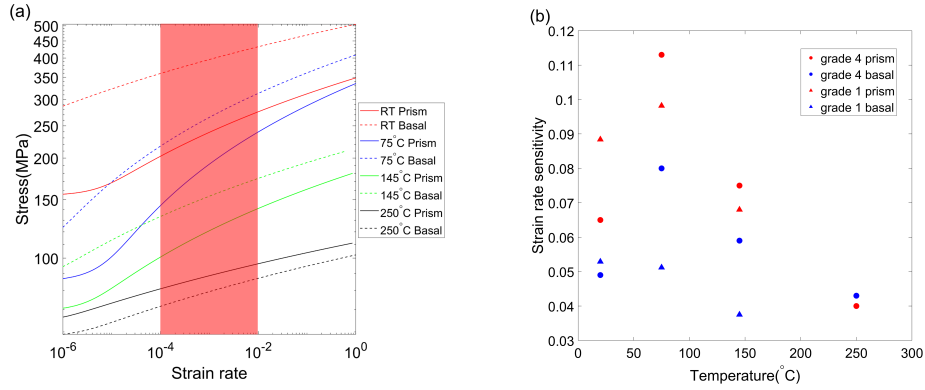 (a)
500
450
400
350
300
250
200
150
100
10^-6
10^-4
10^-2
10^0
Stress(MPa)
Strain rate
RT Prism
RT Basal
75°C Prism
75°C Basal
145°C Prism
145°C Basal
250°C Prism
250°C Basal
(b)
0.12
0.11
0.1
0.09
0.08
0.07
0.06
0.05
0.04
0.03
0
50
100
150
200
250
300
Strain rate sensitivity
Temperature(°C)
grade 4 prism
grade 4 basal
grade 1 prism
grade 1 basal